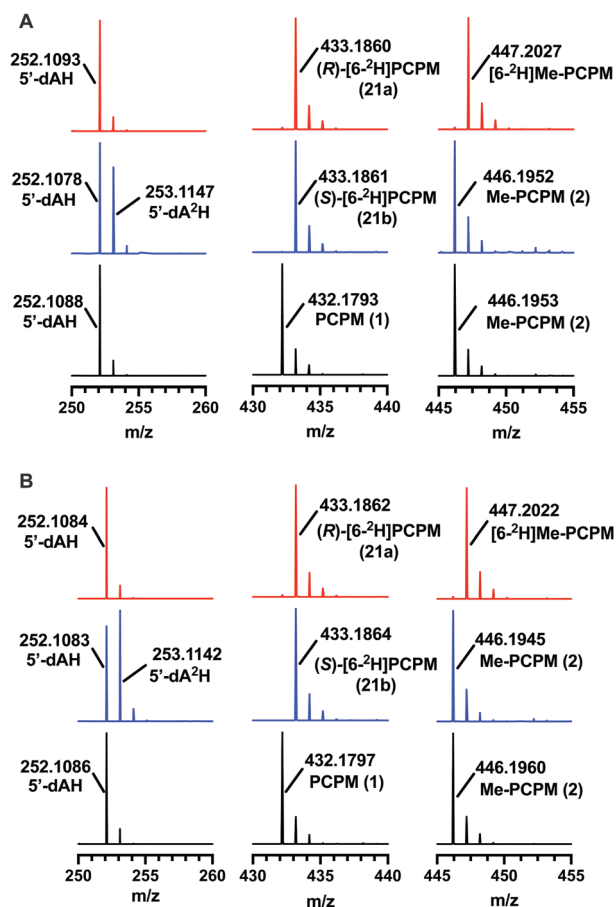 A
252.1093
5'-dAH
433.1860
(R)-[6-²H]PCPM
(21a)
447.2027
[6-²H]Me-PCPM
252.1078
5'-dAH
253.1147
5'-dA²H
433.1861
(S)-[6-²H]PCPM
(21b)
446.1952
Me-PCPM (2)
252.1088
5'-dAH
432.1793
PCPM (1)
446.1953
Me-PCPM (2)
250 255 260
m/z
430 435 440
m/z
445 450 455
m/z
B
252.1084
5'-dAH
433.1862
(R)-[6-²H]PCPM
(21a)
447.2022
[6-²H]Me-PCPM
252.1083
5'-dAH
253.1142
5'-dA²H
433.1864
(S)-[6-²H]PCPM
(21b)
446.1945
Me-PCPM (2)
252.1086
5'-dAH
432.1797
PCPM (1)
446.1960
Me-PCPM (2)
250 255 260
m/z
430 435 440
m/z
445 450 455
m/z